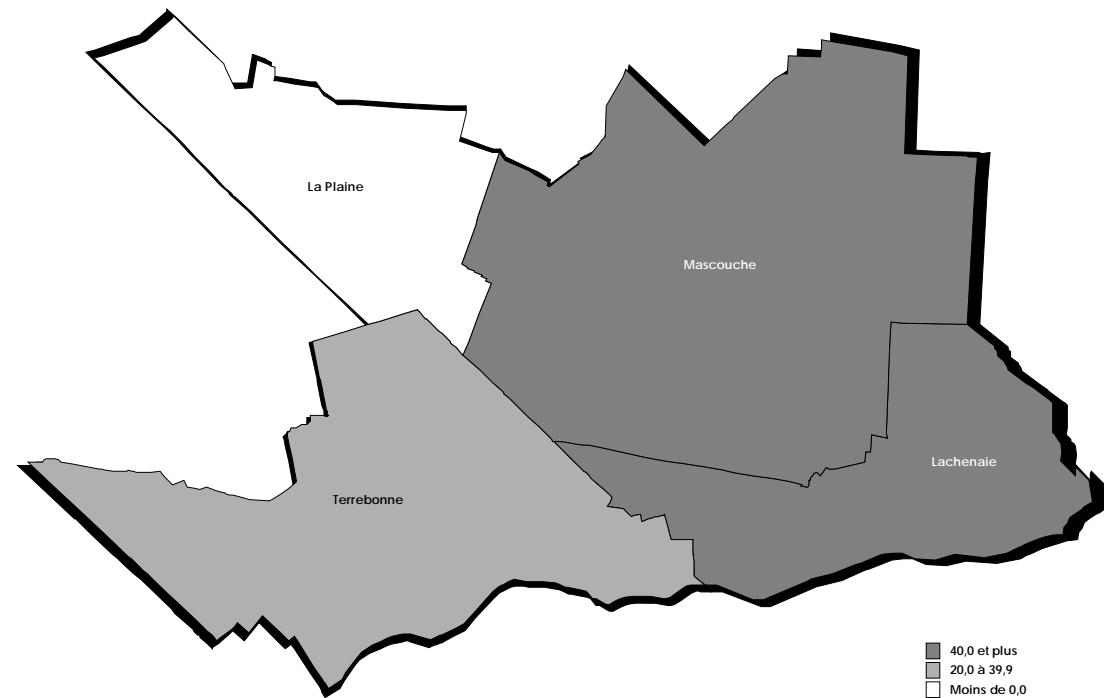 La Plaine
Mascouche
Lachenaie
Terrebonne
40,0 et plus
20,0 à 39,9
Moins de 0,0